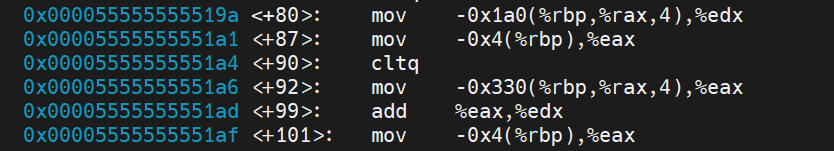 0x000055555555519a <+80>: mov -0x1a0(%rbp,%rax,4),%edx
0x00005555555551a1 <+87>: mov -0x4(%rbp),%eax
0x00005555555551a4 <+90>: cltq
0x00005555555551a6 <+92>: mov -0x330(%rbp,%rax,4),%eax
0x00005555555551ad <+99>: add %eax,%edx
0x00005555555551af <+101>: mov -0x4(%rbp),%eax